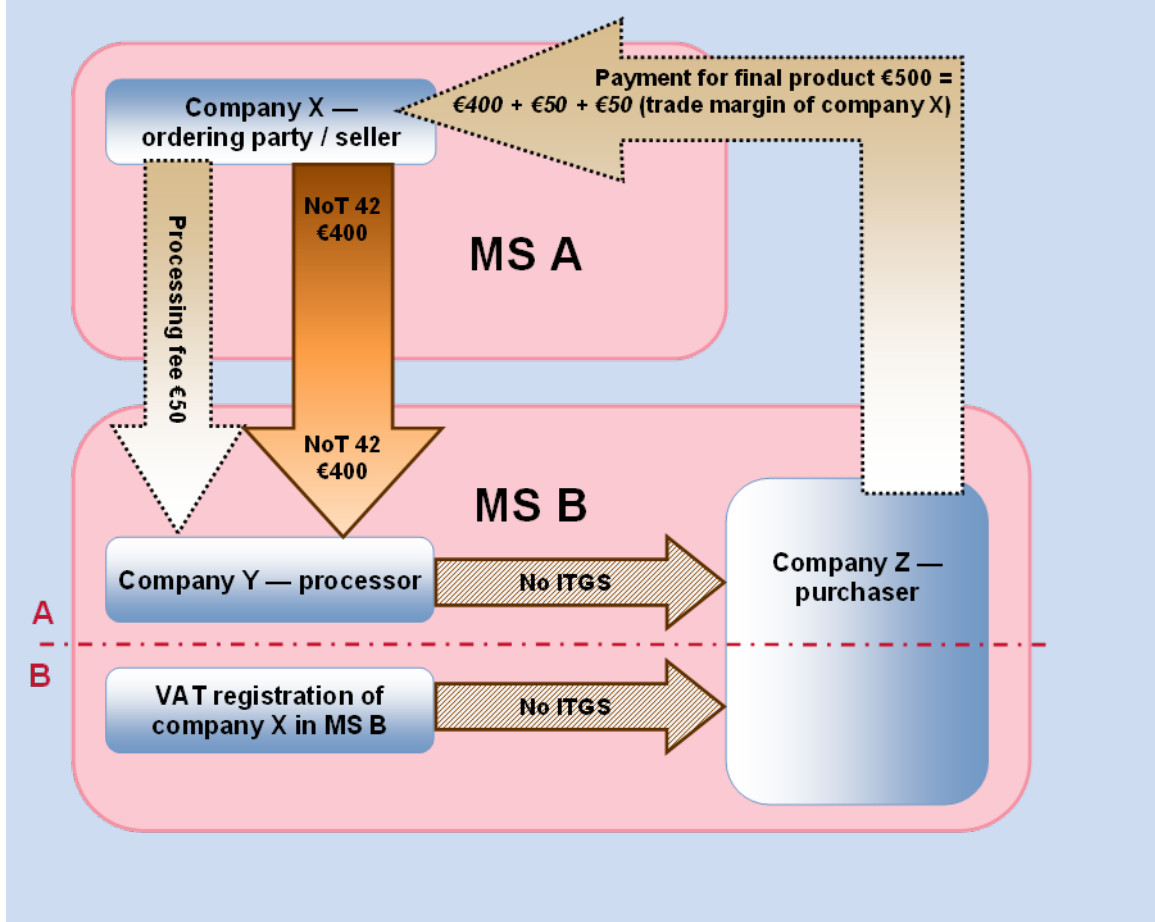 Payment for final product €500 =
€400 + €50 + €50 (trade margin of company X)
Company X —
ordering party / seller
Processing fee €50
NoT 42
€400
MS A
NoT 42
€400
MS B
Company Y — processor
No ITGS
Company Z —
purchaser
A
B
VAT registration of
company X in MS B
No ITGS